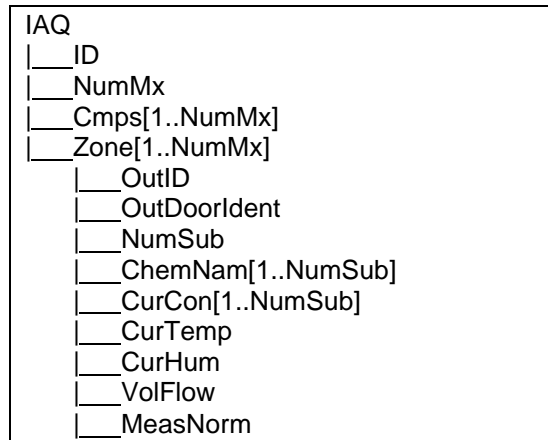 IAQ
|___ID
|___NumMx
|___Cmps[1..NumMx]
|___Zone[1..NumMx]
|___OutID
|___OutDoorIdent
|___NumSub
|___ChemNam[1..NumSub]
|___CurCon[1..NumSub]
|___CurTemp
|___CurHum
|___VolFlow
|___MeasNorm